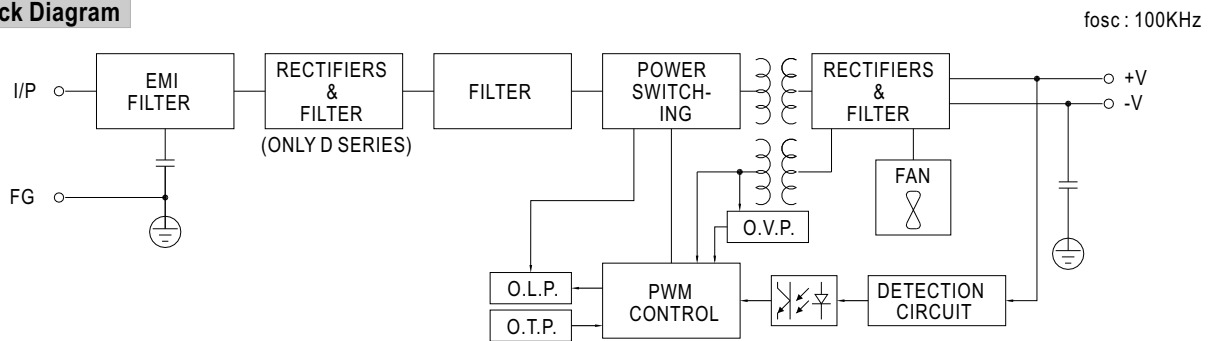 ck Diagram
fosc : 100KHz
I/P
EMI
FILTER
RECTIFIERS
&
FILTER
(ONLY D SERIES)
FILTER
POWER
SWITCH-
ING
RECTIFIERS
&
FILTER
+V
-V
FG
FAN
O.V.P.
O.L.P.
O.T.P.
PWM
CONTROL
DETECTION
CIRCUIT